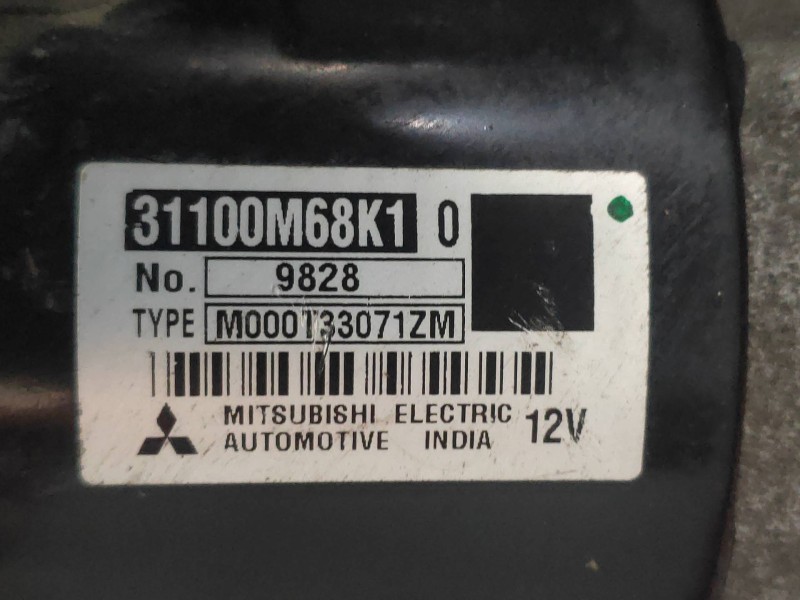 31100M68K1 0
No. 9828
TYPE M000T33071ZM
MITSUBISHI ELECTRIC
AUTOMOTIVE INDIA 12V